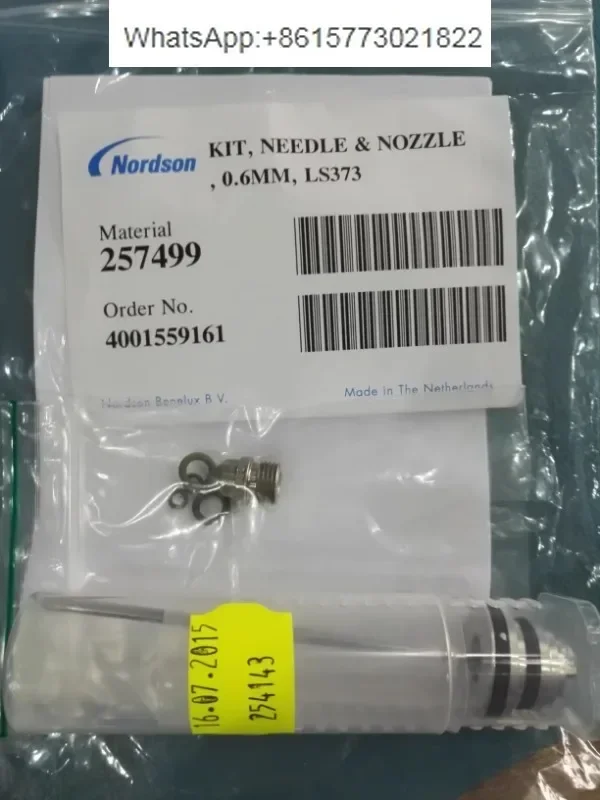 WhatsApp:+8615773021822
Nordson
KIT, NEEDLE & NOZZLE
, 0.6MM, LS373
Material
257499
Order No.
4001559161
Nordson Benelux B V.
Made in The Netherlands
16.07.2015
254143